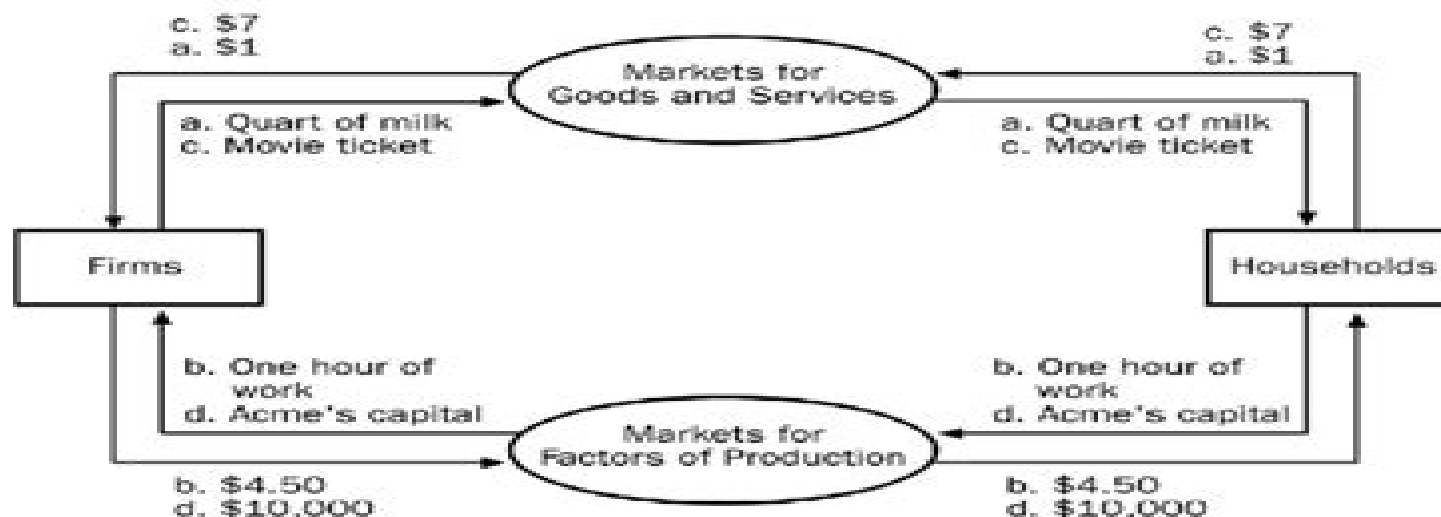 c. $7
a. $1
c. $7
a. $1
Markets for
Goods and Services
a. Quart of milk
c. Movie ticket
a. Quart of milk
c. Movie ticket
Firms
Households
b. One hour of
work
d. Acme's capital
b. One hour of
work
d. Acme's capital
Markets for
Factors of Production
b. $4.50
d. $10,000
b. $4.50
d. $10,000